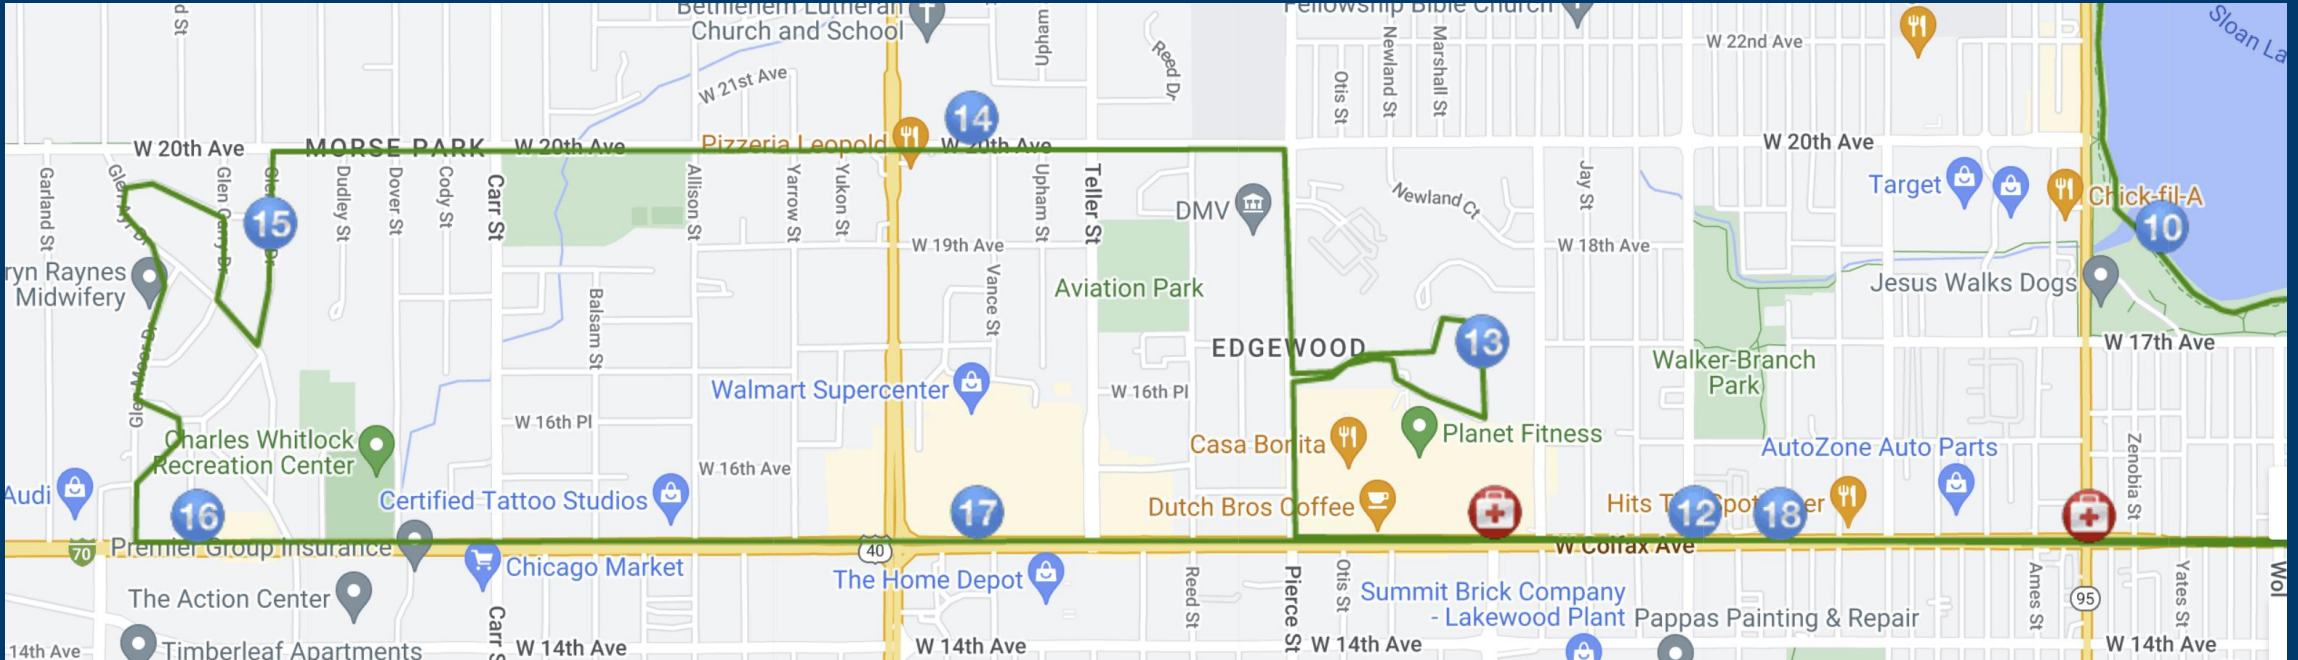 d St
Bethlehem Lutheran
Church and School
Upham
Reed Dr
Fellowship Bible Church
Otis St
Newland St
Marshall St
W 22nd Ave
Sloan La
W 21st Ave
14
W 20th Ave
MORSE PARK
W 20th Ave
Pizzeria Leopold
W 20th Ave
W 20th Ave
Garland St
Glen Garry Dr
15
Dudley St
Dover St
Cody St
Carr St
Allison St
Yarrow St
Yukon St
Upham St
Teller St
DMV
Newland Ct
Jay St
Target
Chick-fil-A
10
W 19th Ave
W 18th Ave
ryn Raynes
Midwifery
Balsam St
Vance St
Aviation Park
Jesus Walks Dogs
EDGEWOOD
13
W 17th Ave
Glen Moor Dr
Walker-Branch
Park
Walmart Supercenter
W 16th Pl
W 16th Pl
Charles Whitlock
Recreation Center
Casa Bonita
Planet Fitness
AutoZone Auto Parts
Zenobia St
W 16th Ave
Audi
16
Certified Tattoo Studios
17
Dutch Bros Coffee
Hits T
12
Spot
18
er
70
Premier Group Insurance
40
W Colfax Ave
Chicago Market
The Home Depot
Reed St
Pierce St
Otis St
Summit Brick Company
- Lakewood Plant
Pappas Painting & Repair
Ames St
95
Yates St
Wol
The Action Center
Carr S
14th Ave
Timberleaf Apartments
W 14th Ave
W 14th Ave
W 14th Ave
W 14th Ave